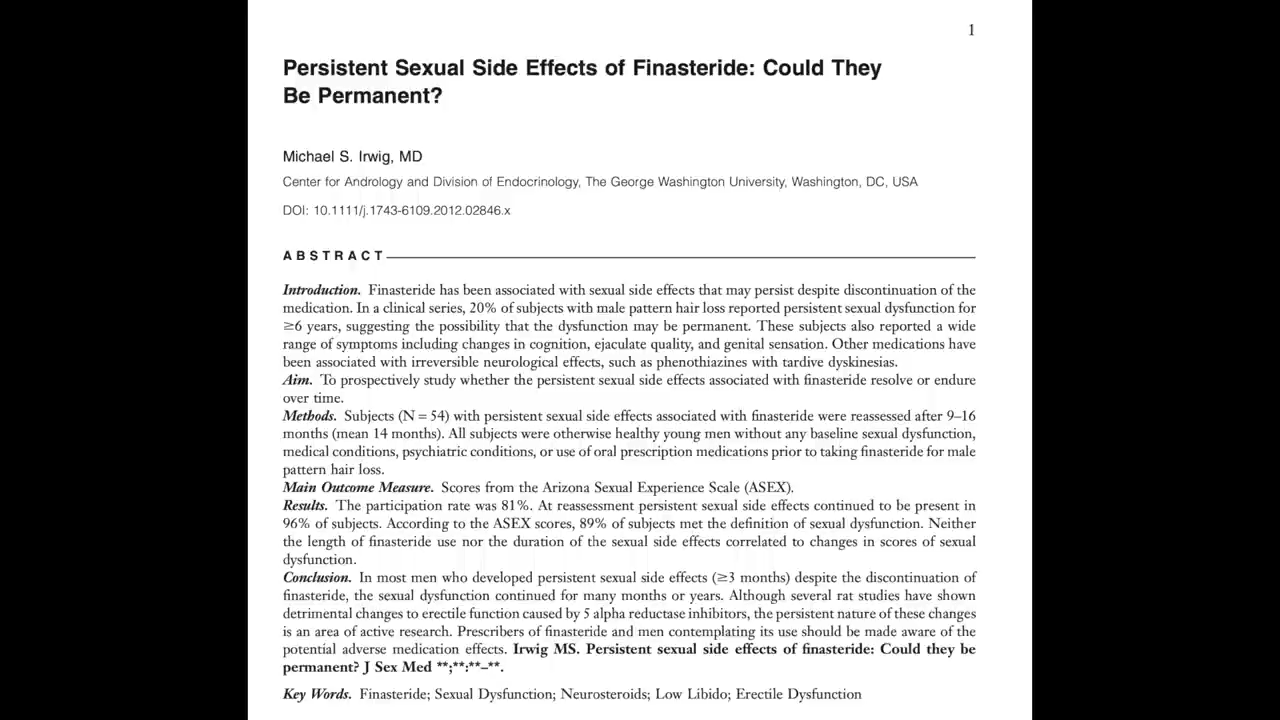 1
Persistent Sexual Side Effects of Finasteride: Could They
Be Permanent?
Michael S. Irwig, MD
Center for Andrology and Division of Endocrinology, The George Washington University, Washington, DC, USA
DOI: 10.1111/j.1743-6109.2012.02846.x
ABSTRACT
Introduction. Finasteride has been associated with sexual side effects that may persist despite discontinuation of the
medication. In a clinical series, 20% of subjects with male pattern hair loss reported persistent sexual dysfunction for
≥6 years, suggesting the possibility that the dysfunction may be permanent. These subjects also reported a wide
range of symptoms including changes in cognition, ejaculate quality, and genital sensation. Other medications have
been associated with irreversible neurological effects, such as phenothiazines with tardive dyskinesias.
Aim. To prospectively study whether the persistent sexual side effects associated with finasteride resolve or endure
over time.
Methods. Subjects (N = 54) with persistent sexual side effects associated with finasteride were reassessed after 9–16
months (mean 14 months). All subjects were otherwise healthy young men without any baseline sexual dysfunction,
medical conditions, psychiatric conditions, or use of oral prescription medications prior to taking finasteride for male
pattern hair loss.
Main Outcome Measure. Scores from the Arizona Sexual Experience Scale (ASEX).
Results. The participation rate was 81%. At reassessment persistent sexual side effects continued to be present in
96% of subjects. According to the ASEX scores, 89% of subjects met the definition of sexual dysfunction. Neither
the length of finasteride use nor the duration of the sexual side effects correlated to changes in scores of sexual
dysfunction.
Conclusion. In most men who developed persistent sexual side effects (≥3 months) despite the discontinuation of
finasteride, the sexual dysfunction continued for many months or years. Although several rat studies have shown
detrimental changes to erectile function caused by 5 alpha reductase inhibitors, the persistent nature of these changes
is an area of active research. Prescribers of finasteride and men contemplating its use should be made aware of the
potential adverse medication effects. Irwig MS. Persistent sexual side effects of finasteride: Could they be
permanent? J Sex Med **;**:**–**.
Key Words. Finasteride; Sexual Dysfunction; Neurosteroids; Low Libido; Erectile Dysfunction